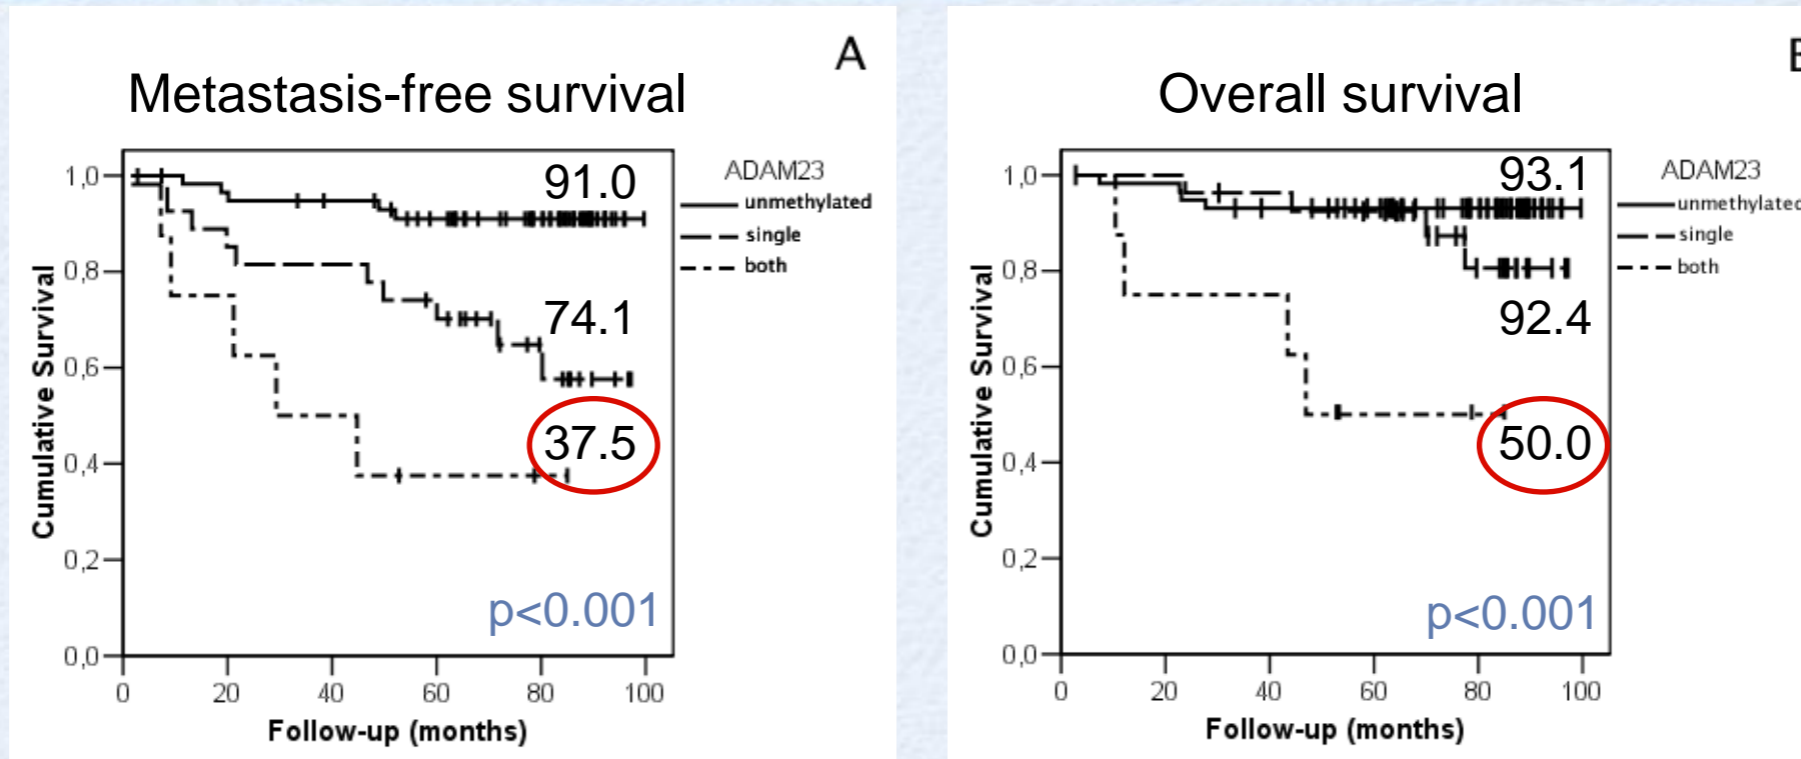 A
Metastasis-free survival
1,0
0,8
0,6
0,4
0,2
0,0
Cumulative Survival
91.0
74.1
37.5
p<0.001
0 20 40 60 80 100
Follow-up (months)
ADAM23
unmethylated
single
both
Overall survival
1,0
0,8
0,6
0,4
0,2
0,0
Cumulative Survival
93.1
92.4
50.0
p<0.001
0 20 40 60 80 100
Follow-up (months)
ADAM23
unmethylated
single
both